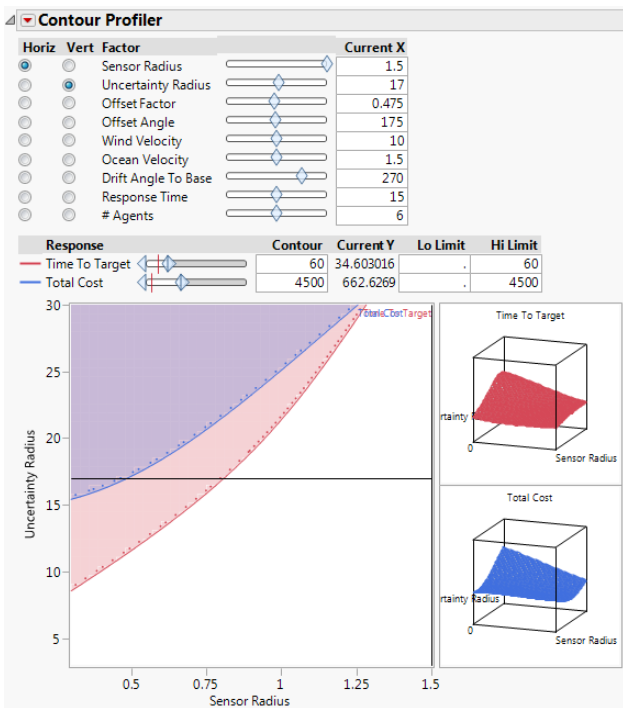 Contour Profiler
Horiz Vert Factor Current X
Sensor Radius 1.5
Uncertainty Radius 17
Offset Factor 0.475
Offset Angle 175
Wind Velocity 10
Ocean Velocity 1.5
Drift Angle To Base 270
Response Time 15
# Agents 6
Response Contour Current Y Lo Limit Hi Limit
Time To Target 60 34.603016 . 60
Total Cost 4500 662.6269 . 4500
30
25
20
15
10
5
Uncertainty Radius
0.5 0.75 1 1.25 1.5
Sensor Radius
Target
Time To Target
rtainty Radius
0
Sensor Radius
Total Cost
rtainty Radius
0
Sensor Radius